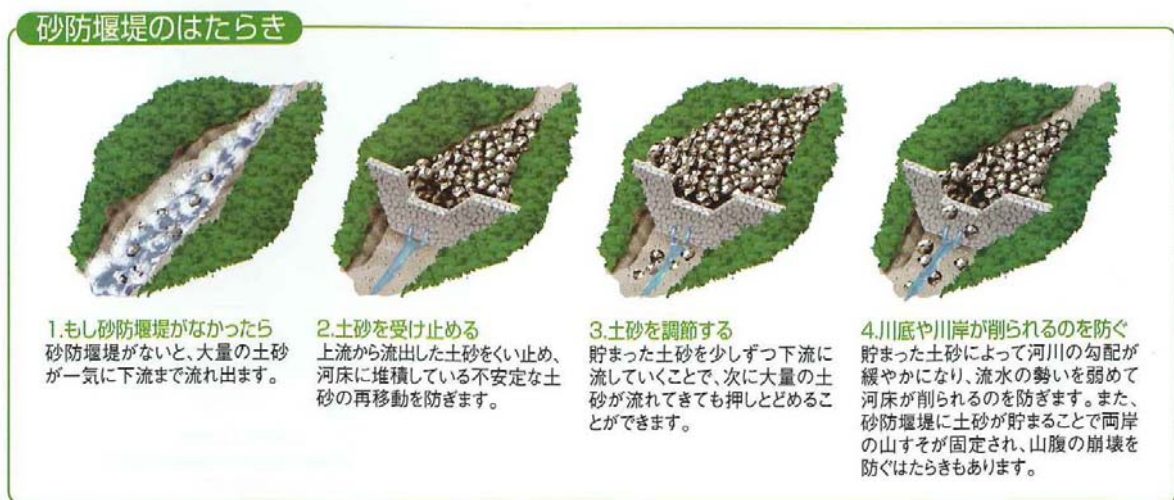 砂防堰堤のはたらき
1.もし砂防堰堤がなかったら
砂防堰堤がないと、大量の土砂
が一気に下流まで流れ出ます。
2.土砂を受け止める
上流から流出した土砂をくい止め、
河床に堆積している不安定な土
砂の再移動を防ぎます。
3.土砂を調節する
貯まった土砂を少しずつ下流に
流していくことで、次に大量の土
砂が流れてきても押しとどめるこ
とができます。
4.川底や川岸が削られるのを防ぐ
貯まった土砂によって河川の勾配が
緩やかになり、流水の勢いを弱めて
河床が削られるのを防ぎます。また、
砂防堰堤に土砂が貯まることで両岸
の山すそが固定され、山腹の崩壊を
防ぐはたらきもあります。